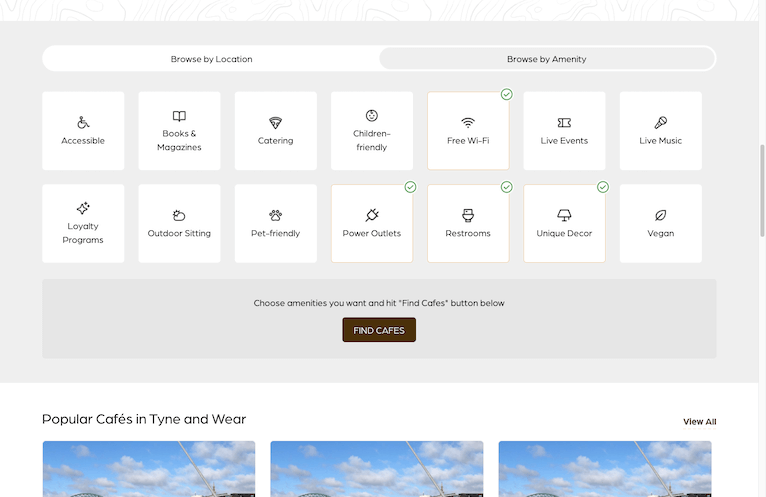 Browse by Location
Browse by Amenity
Accessible
Books &
Magazines
Catering
Children-
friendly
Free Wi-Fi
Live Events
Live Music
Loyalty
Programs
Outdoor Sitting
Pet-friendly
Power Outlets
Restrooms
Unique Decor
Vegan
Choose amenities you want and hit "Find Cafes" button below
FIND CAFES
Popular Cafés in Tyne and Wear
View All